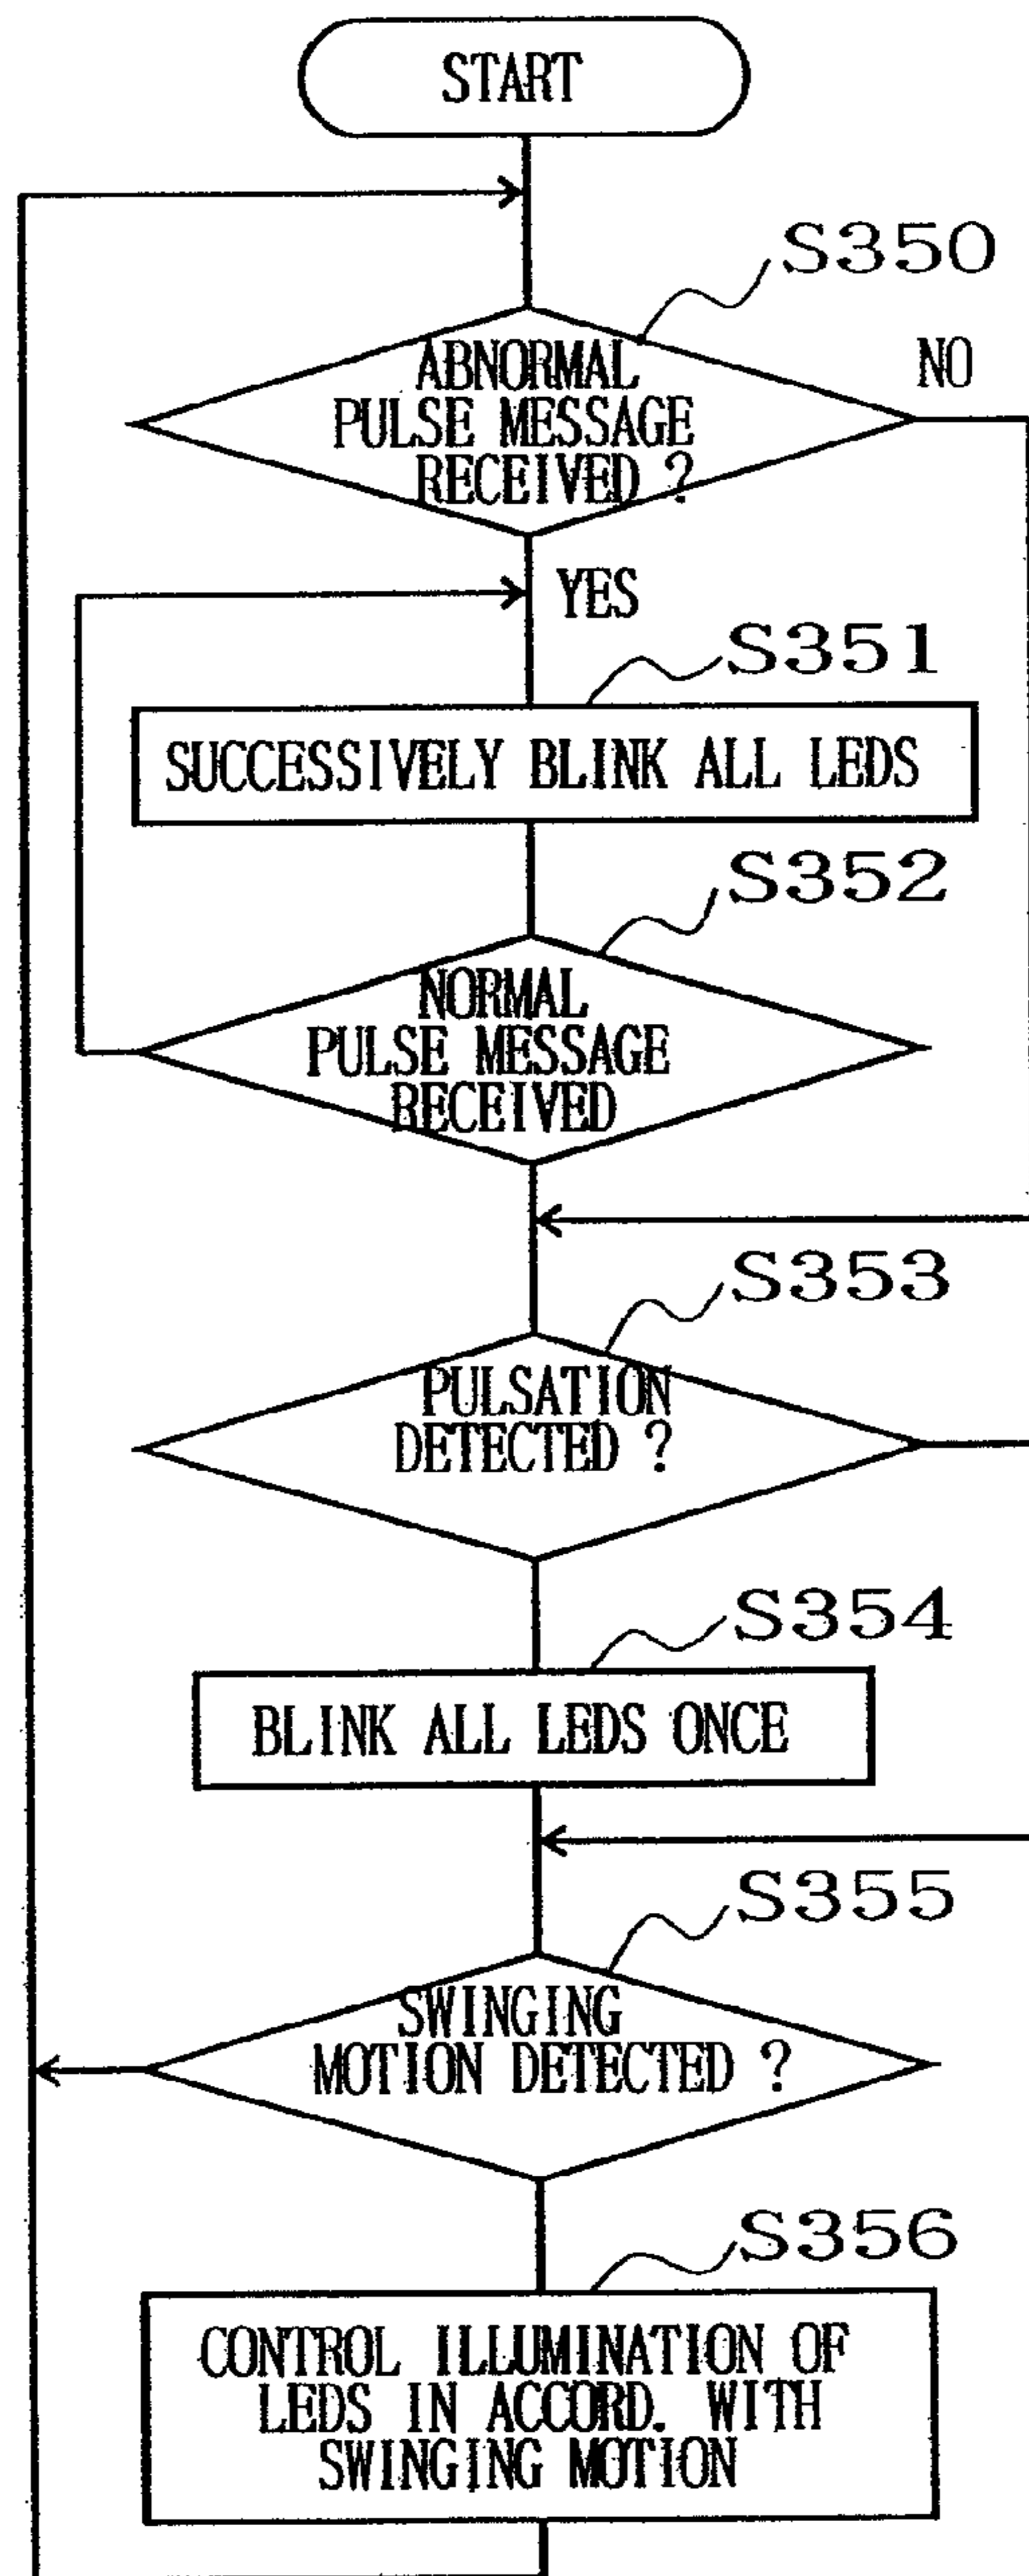 START
S350
ABNORMAL
PULSE MESSAGE
RECEIVED ?
NO
YES
S351
SUCCESSIVELY BLINK ALL LEDS
S352
NORMAL
PULSE MESSAGE
RECEIVED
S353
PULSATION
DETECTED ?
S354
BLINK ALL LEDS ONCE
S355
SWINGING
MOTION DETECTED ?
S356
CONTROL ILLUMINATION OF
LEDS IN ACCORD. WITH
SWINGING MOTION